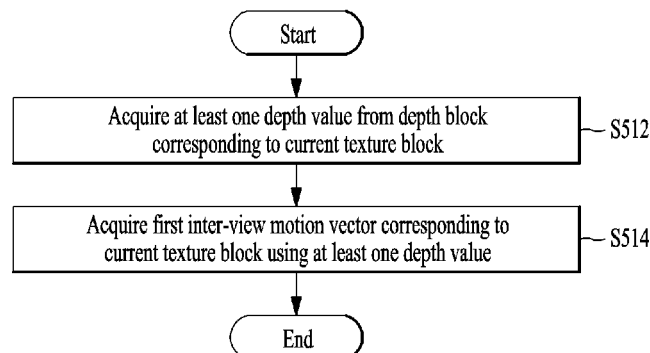 Start
Acquire at least one depth value from depth block
corresponding to current texture block
S512
Acquire first inter-view motion vector corresponding to
current texture block using at least one depth value
S514
End